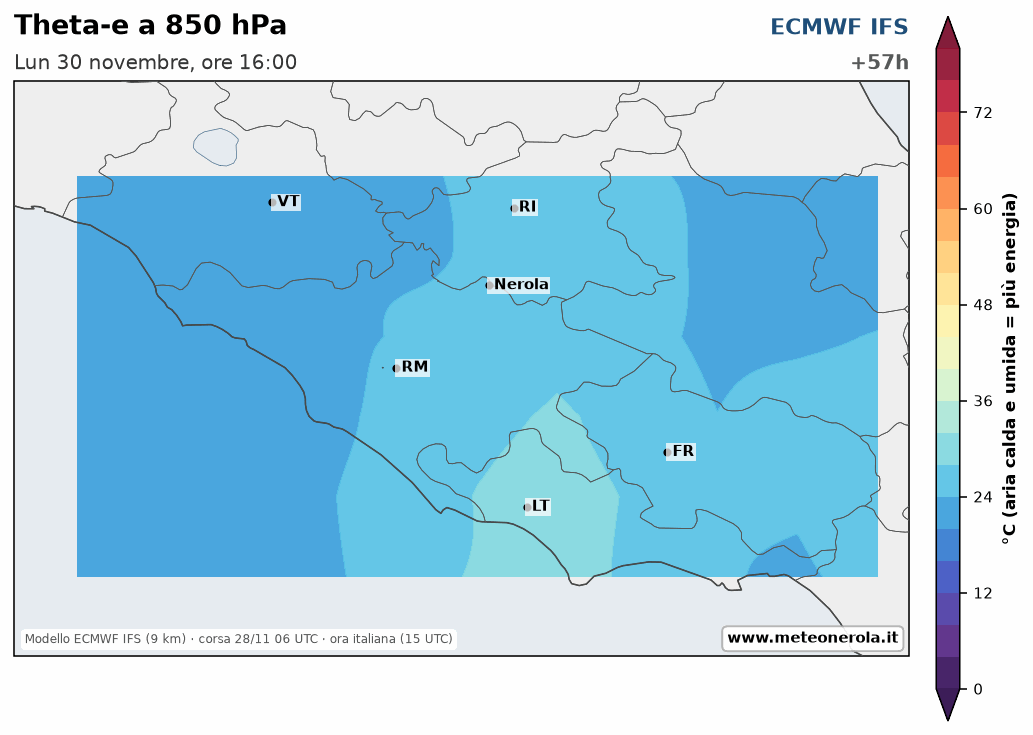 Theta-e a 850 hPa
ECMWF IFS
Lun 30 novembre, ore 16:00
+57h
VT
RI
Nerola
RM
FR
LT
Modello ECMWF IFS (9 km) · corsa 28/11 06 UTC · ora italiana (15 UTC)
www.meteonerola.it
72
60
48
36
24
12
0
°C (aria calda e umida = più energia)